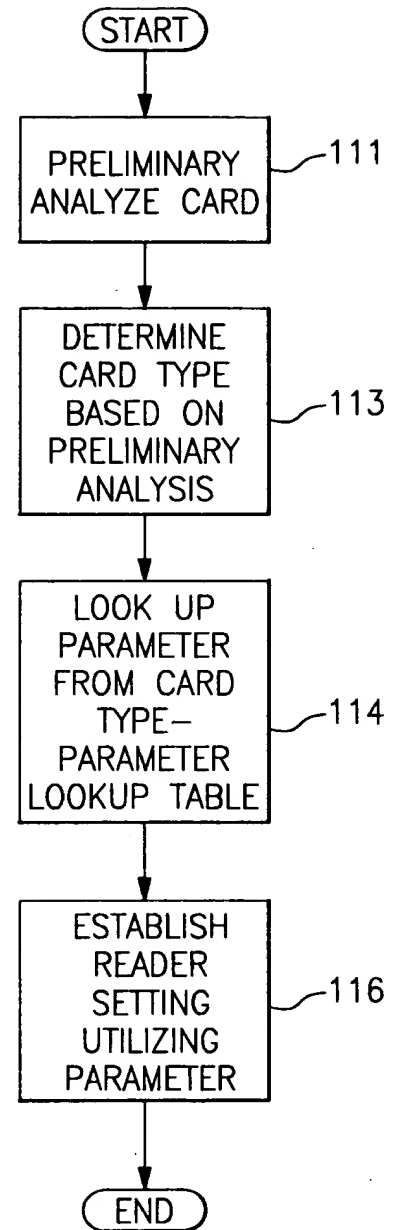 START
PRELIMINARY
ANALYZE CARD
111
DETERMINE
CARD TYPE
BASED ON
PRELIMINARY
ANALYSIS
113
LOOK UP
PARAMETER
FROM CARD
TYPE–
PARAMETER
LOOKUP TABLE
114
ESTABLISH
READER
SETTING
UTILIZING
PARAMETER
116
END